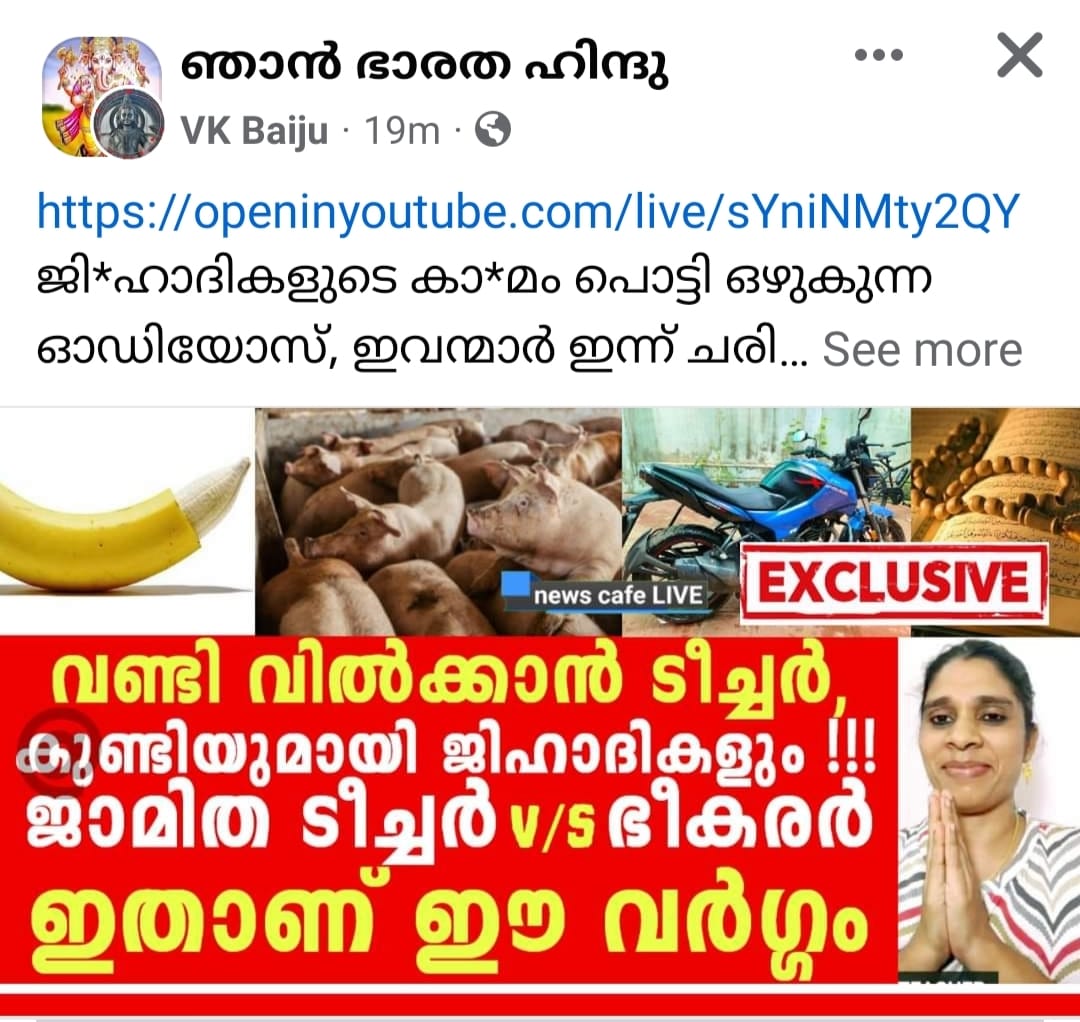 ഞാൻ ഭാരത ഹിന്ദു
VK Baiju · 19m ·
https://openinyoutube.com/live/sYniNMty2QY
ജി*ഹാദികളുടെ കാ*മം പൊട്ടി ഒഴുകുന്ന
ഓഡിയോസ്, ഇവന്മാർ ഇന്ന് ചരി... See more
news cafe LIVE
EXCLUSIVE
വണ്ടി വിൽക്കാൻ ടീച്ചർ,
കുണ്ടിയുമായി ജിഹാദികളും !!!
ജാമിത ടീച്ചർ v/s ഭീകരർ
ഇതാണ് ഈ വർഗ്ഗം